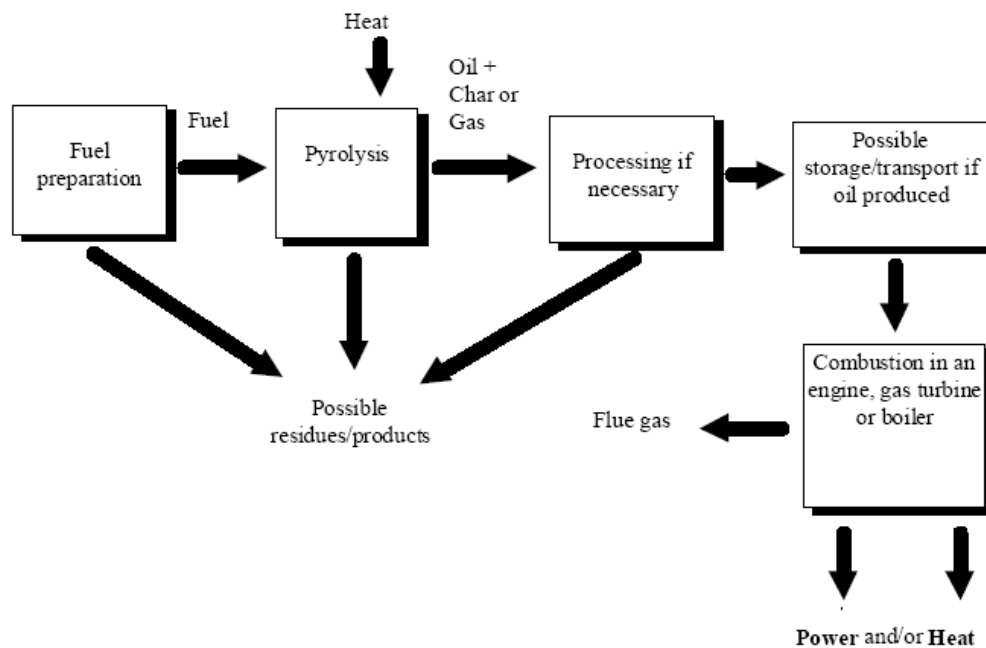 Heat
Oil +
Char or
Gas
Fuel
Fuel
preparation
Pyrolysis
Processing if
necessary
Possible
storage/transport if
oil produced
Combustion in an
engine, gas turbine
or boiler
Possible
residues/products
Flue gas
Power and/or Heat